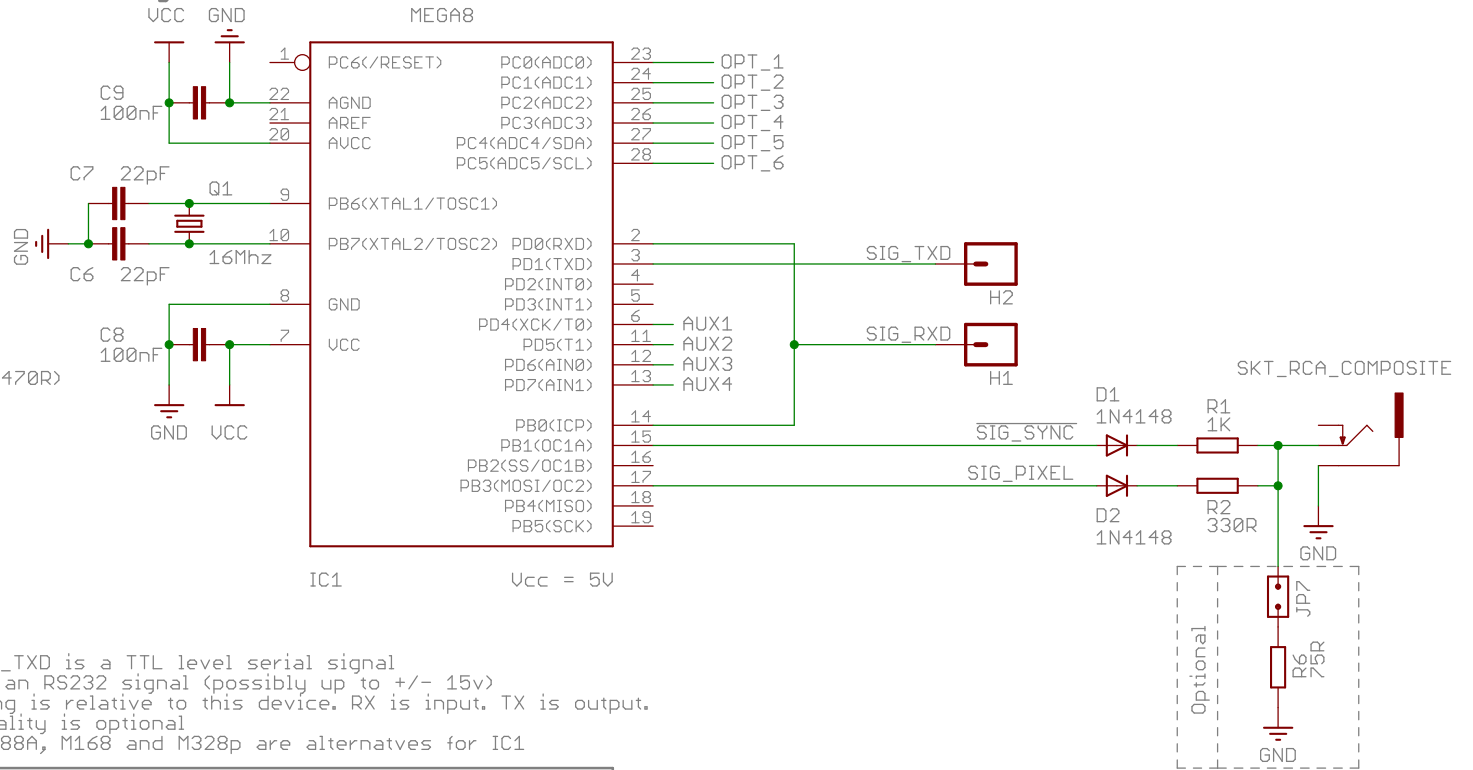 VCC GND
MEGA8
C9
100nF
1 PC6(/RESET)
22 AGND
21 AREF
20 AVCC
PC0(ADC0) 23 OPT_1
PC1(ADC1) 24 OPT_2
PC2(ADC2) 25 OPT_3
PC3(ADC3) 26 OPT_4
PC4(ADC4/SDA) 27 OPT_5
PC5(ADC5/SCL) 28 OPT_6
C7 22pF
Q1
9 PB6(XTAL1/TOSC1)
GND
10 PB7(XTAL2/TOSC2)
16Mhz
C6 22pF
PD0(RXD) 2
PD1(TXD) 3
PD2(INT0) 4
PD3(INT1) 5
PD4(XCK/T0) 6 AUX1
PD5(T1) 11 AUX2
PD6(AIN0) 12 AUX3
PD7(AIN1) 13 AUX4
SIG_TXD
H2
SIG_RXD
H1
8 GND
C8
100nF
7 VCC
470R)
GND VCC
PB0(ICP) 14
PB1(OC1A) 15
PB2(SS/OC1B) 16
PB3(MOSI/OC2) 17
PB4(MISO) 18
PB5(SCK) 19
SIG_SYNC
SIG_PIXEL
D1
1N4148
R1
1K
D2
1N4148
R2
330R
SKT_RCA_COMPOSITE
GND
IC1
Vcc = 5V
Optional
JP7
R6
75R
GND
_TXD is a TTL level serial signal
an RS232 signal (possibly up to +/- 15v)
ng is relative to this device. RX is input. TX is output.
ality is optional
88A, M168 and M328p are alternatves for IC1